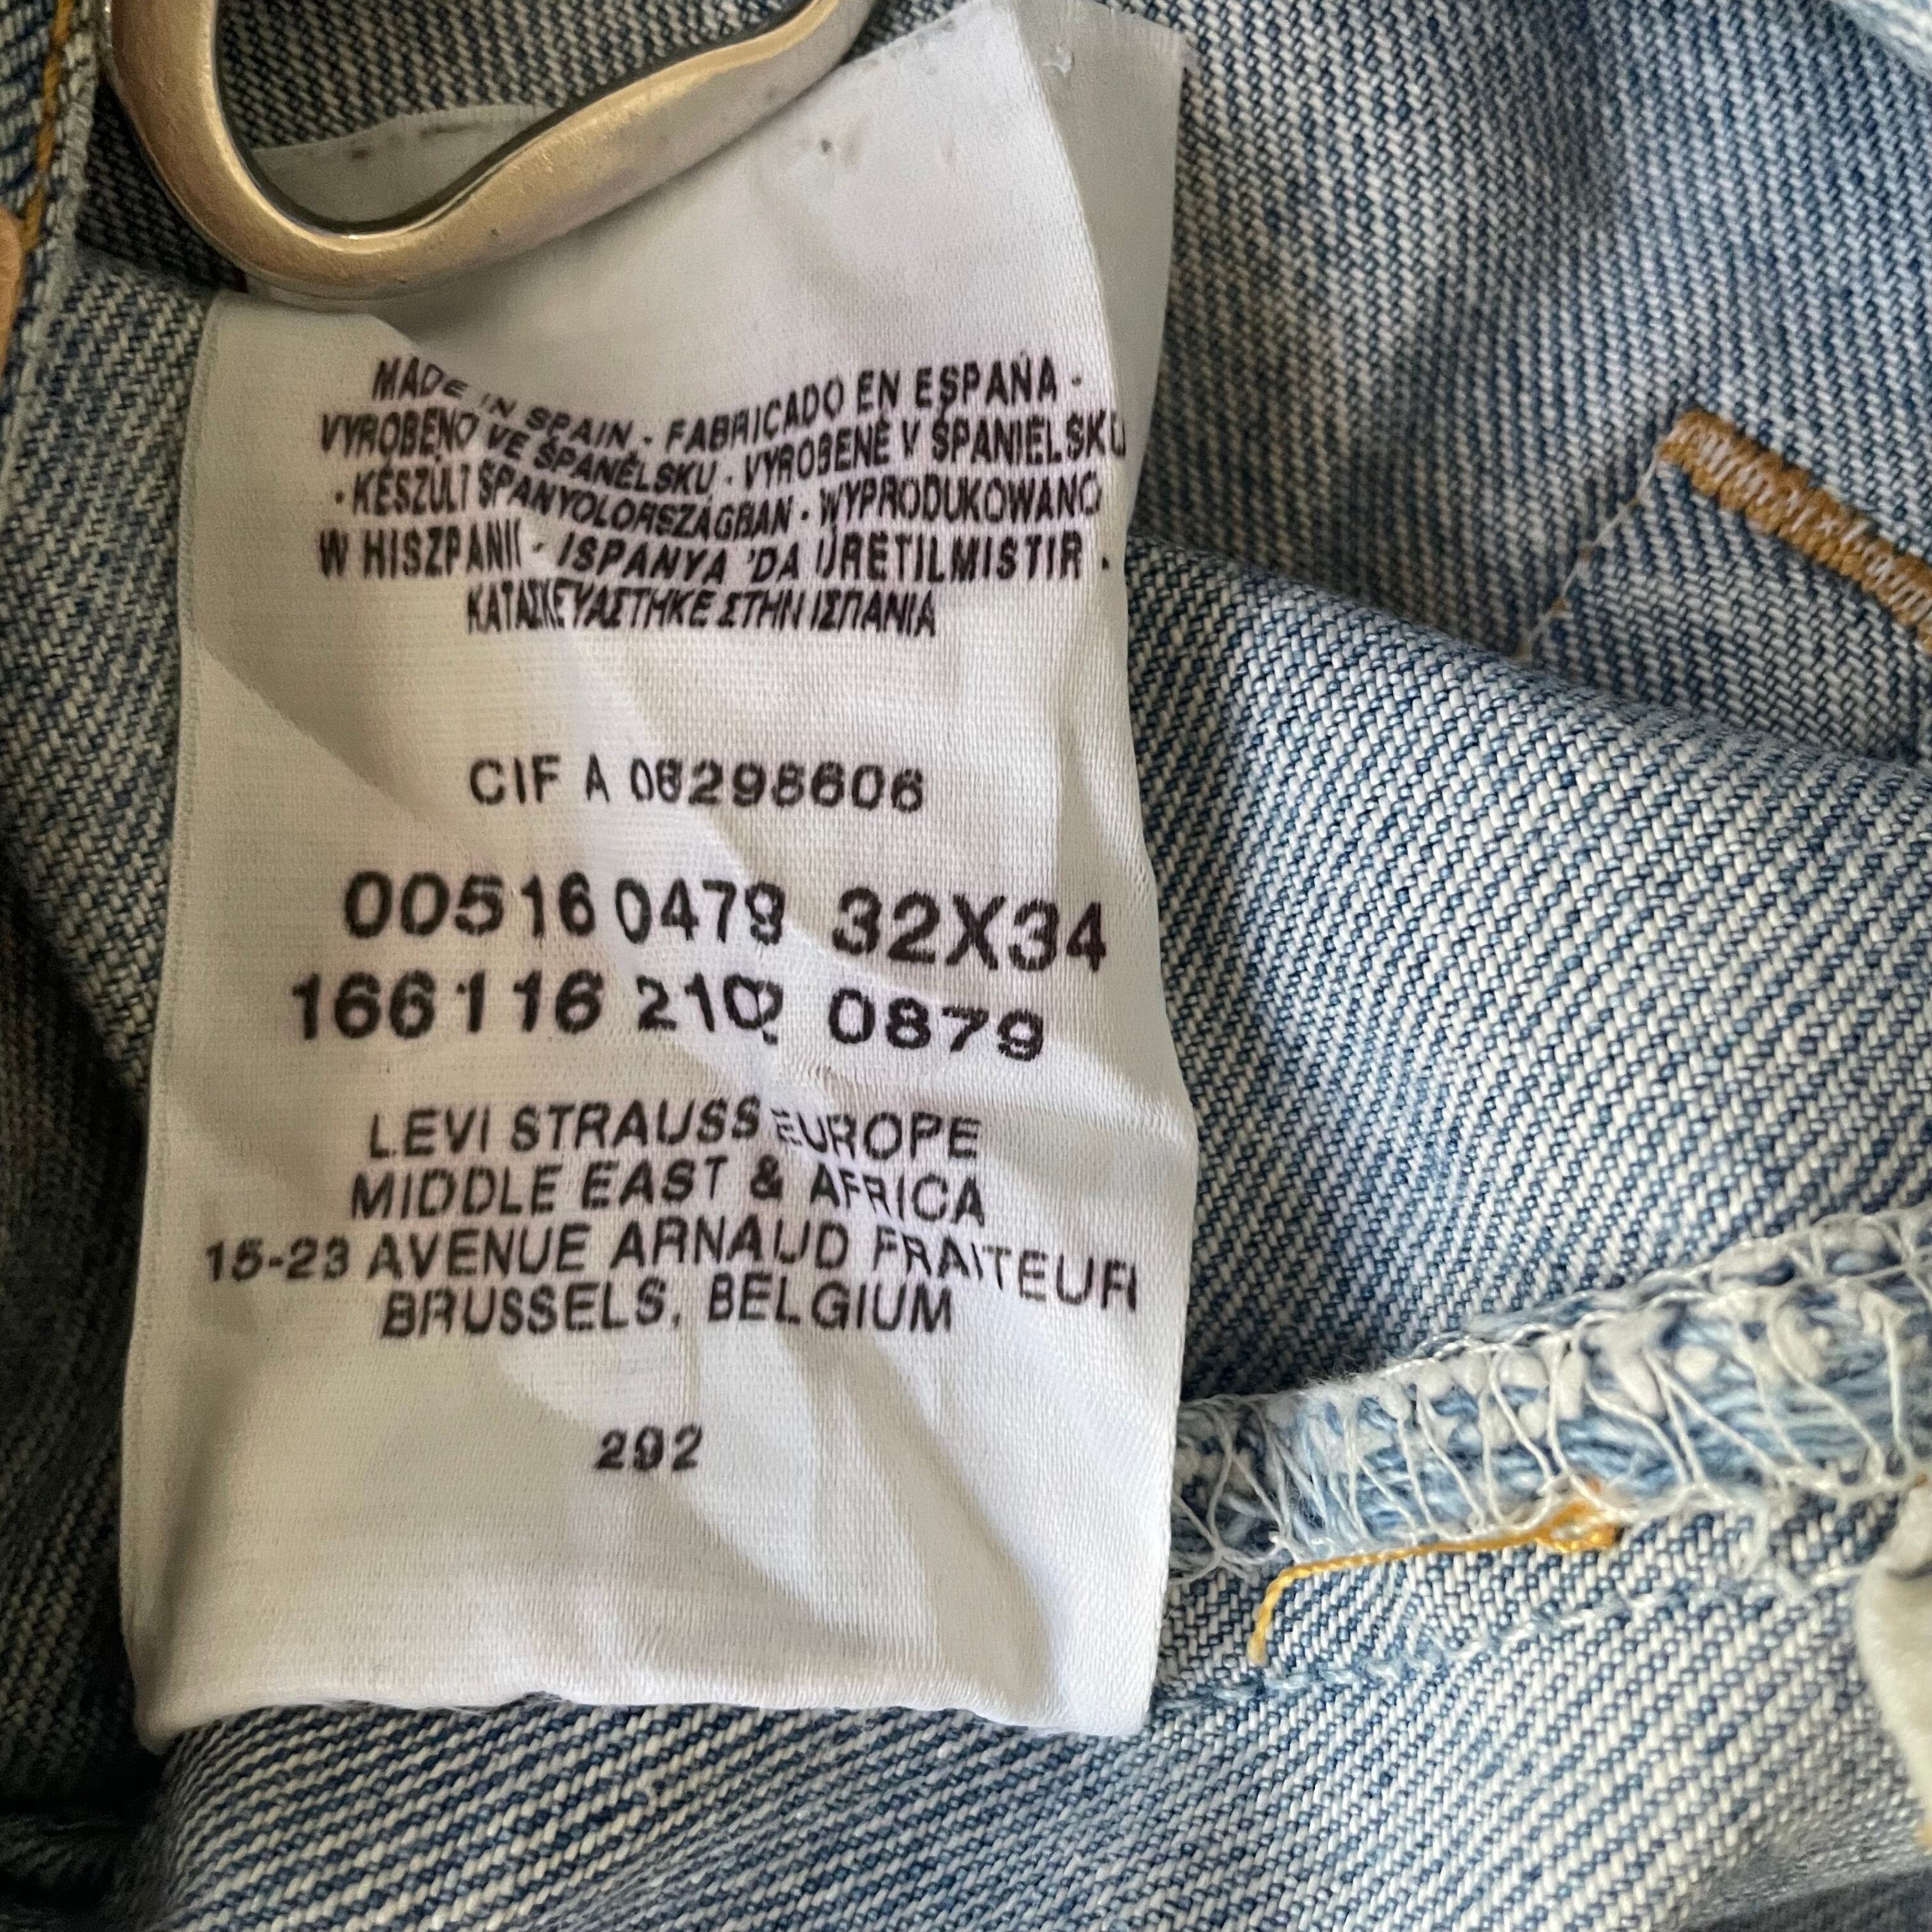 MADE IN SPAIN - FABRICADO EN ESPAÑA -
VYROBENO VE ŠPANĚLSKU - VYROBENÉ V ŠPANIELSKU
- KÉSZÜLT SPANYOLORSZÁGBAN - WYPRODUKOWANO
W HISZPANII - ISPANYA 'DA ÜRETILMISTIR -
ΚΑΤΑΣΚΕΥΑΣΤΗΚΕ ΣΤΗΝ ΙΣΠΑΝΙΑ
CIF A 08298606
00516 0479 32X34
166116 2102 0879
LEVI STRAUSS EUROPE
MIDDLE EAST & AFRICA
15-23 AVENUE ARNAUD FRAITEUR
BRUSSELS, BELGIUM
292